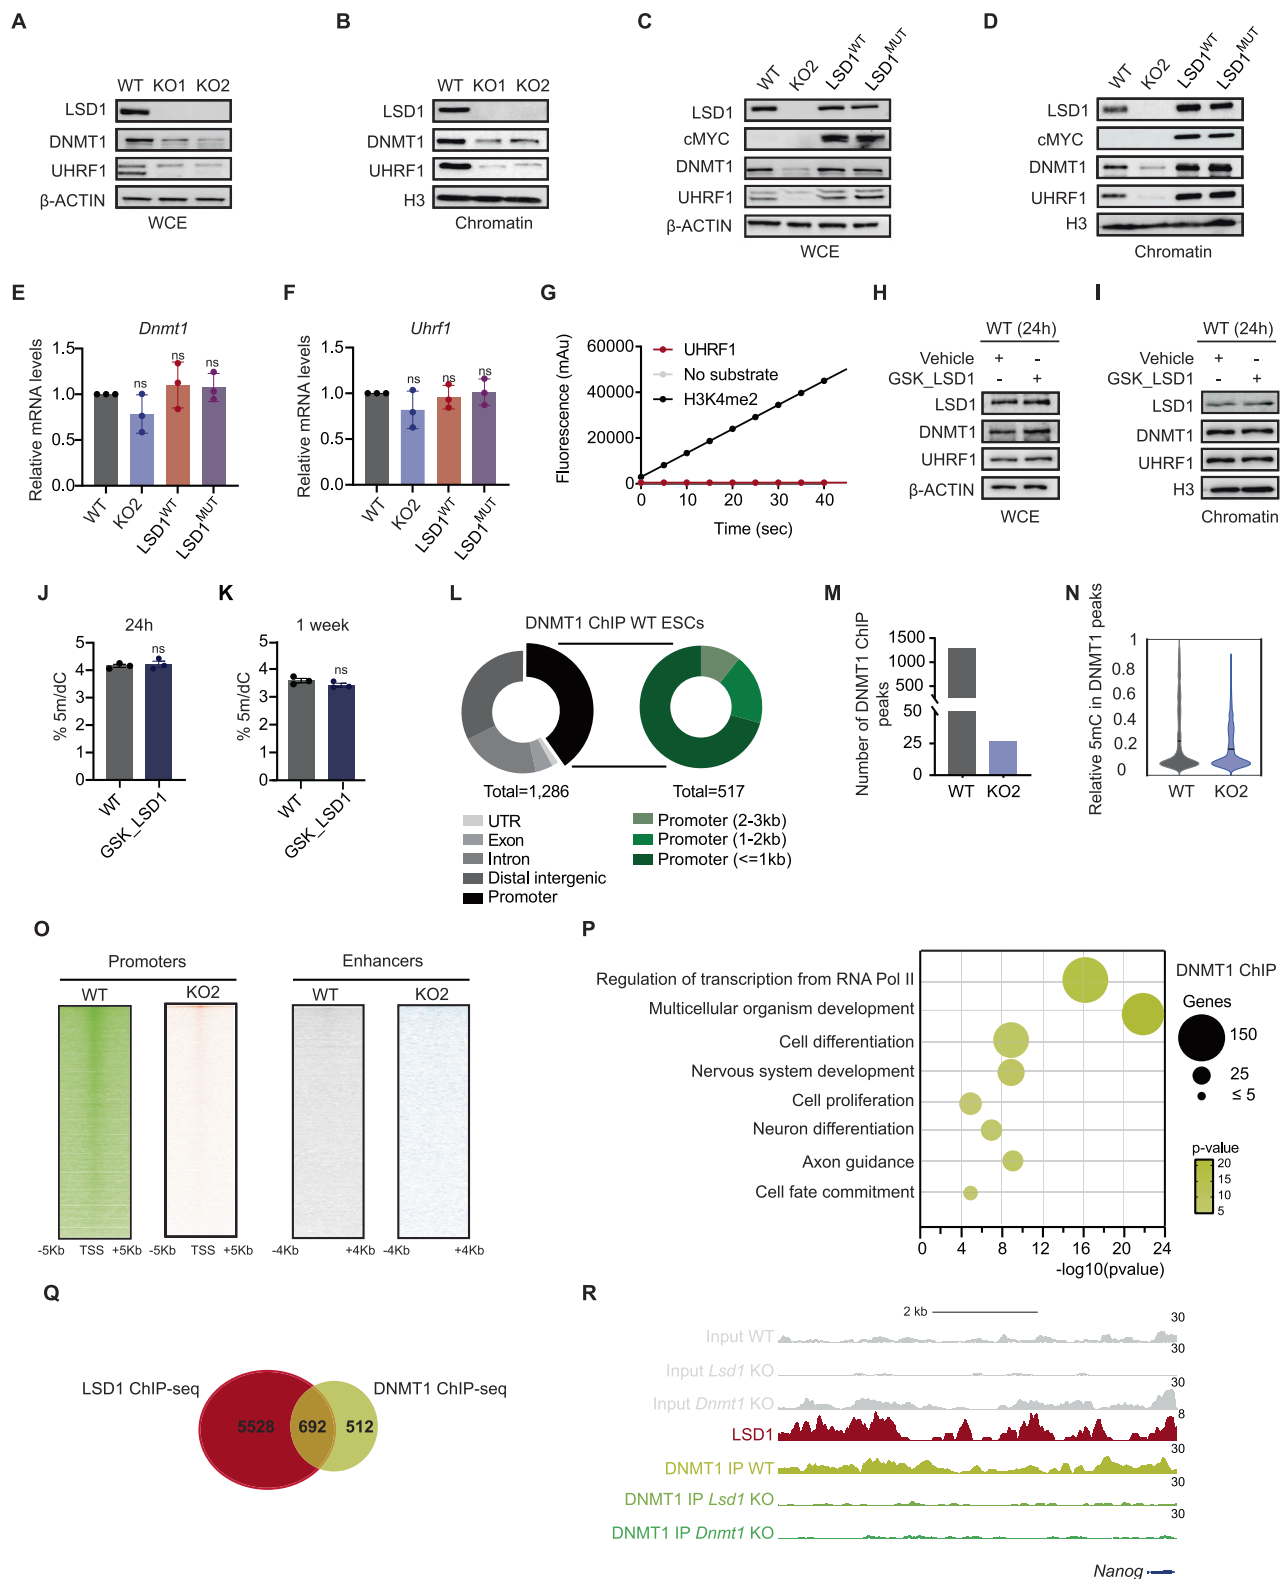 A
WT KO1 KO2
LSD1
DNMT1
UHRF1
β-ACTIN
WCE
B
WT KO1 KO2
LSD1
DNMT1
UHRF1
H3
Chromatin
C
WT KO2 LSD1WT LSD1MUT
LSD1
cMYC
DNMT1
UHRF1
β-ACTIN
WCE
D
WT KO2 LSD1WT LSD1MUT
LSD1
cMYC
DNMT1
UHRF1
H3
Chromatin
E
Dnmt1
Relative mRNA levels
1.5
1.0
0.5
0.0
ns ns ns
WT KO2 LSD1WT LSD1MUT
F
Uhrf1
Relative mRNA levels
1.5
1.0
0.5
0.0
ns ns ns
WT KO2 LSD1WT LSD1MUT
G
Fluorescence (mAu)
60000
40000
20000
0
UHRF1
No substrate
H3K4me2
0 10 20 30 40
Time (sec)
H
WT (24h)
Vehicle + -
GSK_LSD1 - +
LSD1
DNMT1
UHRF1
β-ACTIN
WCE
I
WT (24h)
Vehicle + -
GSK_LSD1 - +
LSD1
DNMT1
UHRF1
H3
Chromatin
J
24h
% 5m/dC
5
4
3
2
1
0
ns
WT GSK_LSD1
K
1 week
% 5m/dC
5
4
3
2
1
0
ns
WT GSK_LSD1
L
DNMT1 ChIP WT ESCs
Total=1,286
Total=517
UTR
Exon
Intron
Distal intergenic
Promoter
Promoter (2-3kb)
Promoter (1-2kb)
Promoter (<=1kb)
M
Number of DNMT1 ChIP
peaks
1500
1000
500
50
25
0
WT KO2
N
Relative 5mC in DNMT1 peaks
1
0.8
0.6
0.4
0.2
0
WT KO2
O
Promoters
WT KO2
-5Kb TSS +5Kb -5Kb TSS +5Kb
Enhancers
WT KO2
-4Kb +4Kb -4Kb +4Kb
P
Regulation of transcription from RNA Pol II
Multicellular organism development
Cell differentiation
Nervous system development
Cell proliferation
Neuron differentiation
Axon guidance
Cell fate commitment
0 4 8 12 16 20 24
-log10(pvalue)
DNMT1 ChIP
Genes
150
25
≤ 5
p-value
20
15
10
5
Q
LSD1 ChIP-seq
DNMT1 ChIP-seq
5528 692 512
R
2 kb
30
Input WT
30
Input Lsd1 KO
30
Input Dnmt1 KO
8
LSD1
30
DNMT1 IP WT
30
DNMT1 IP Lsd1 KO
30
DNMT1 IP Dnmt1 KO
Nanog